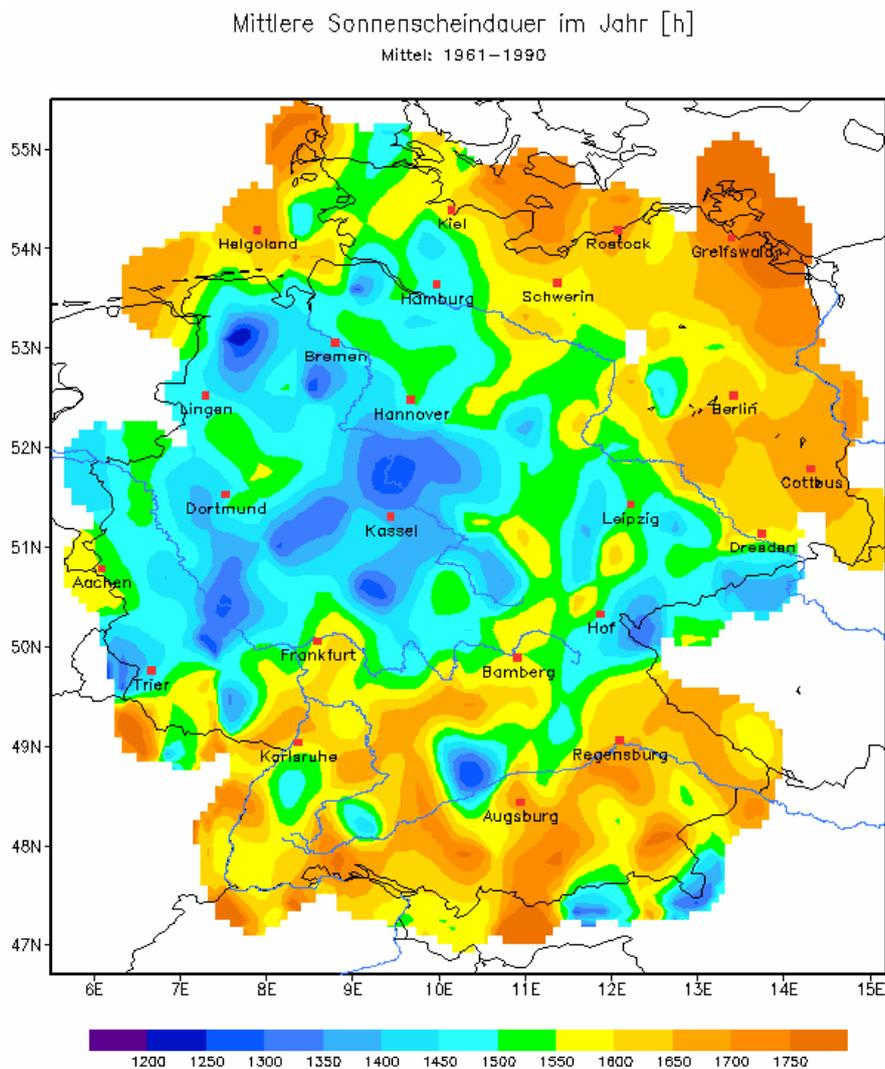 Mittlere Sonnenscheindauer im Jahr [h]
Mittel: 1961-1990
55N
Kiel
54N
Helgoland
Rostock
Greifswald
Hamburg
Schwerin
53N
Bremen
Lingen
Hannover
Berlin
52N
Dortmund
Kassel
Leipzig
Cottbus
51N
Dresden
Aachen
Hof
50N
Frankfurt
Bamberg
Trier
49N
Karlsruhe
Regensburg
Augsburg
48N
47N
6E 7E 8E 9E 10E 11E 12E 13E 14E 15E
1200 1250 1300 1350 1400 1450 1500 1550 1600 1650 1700 1750